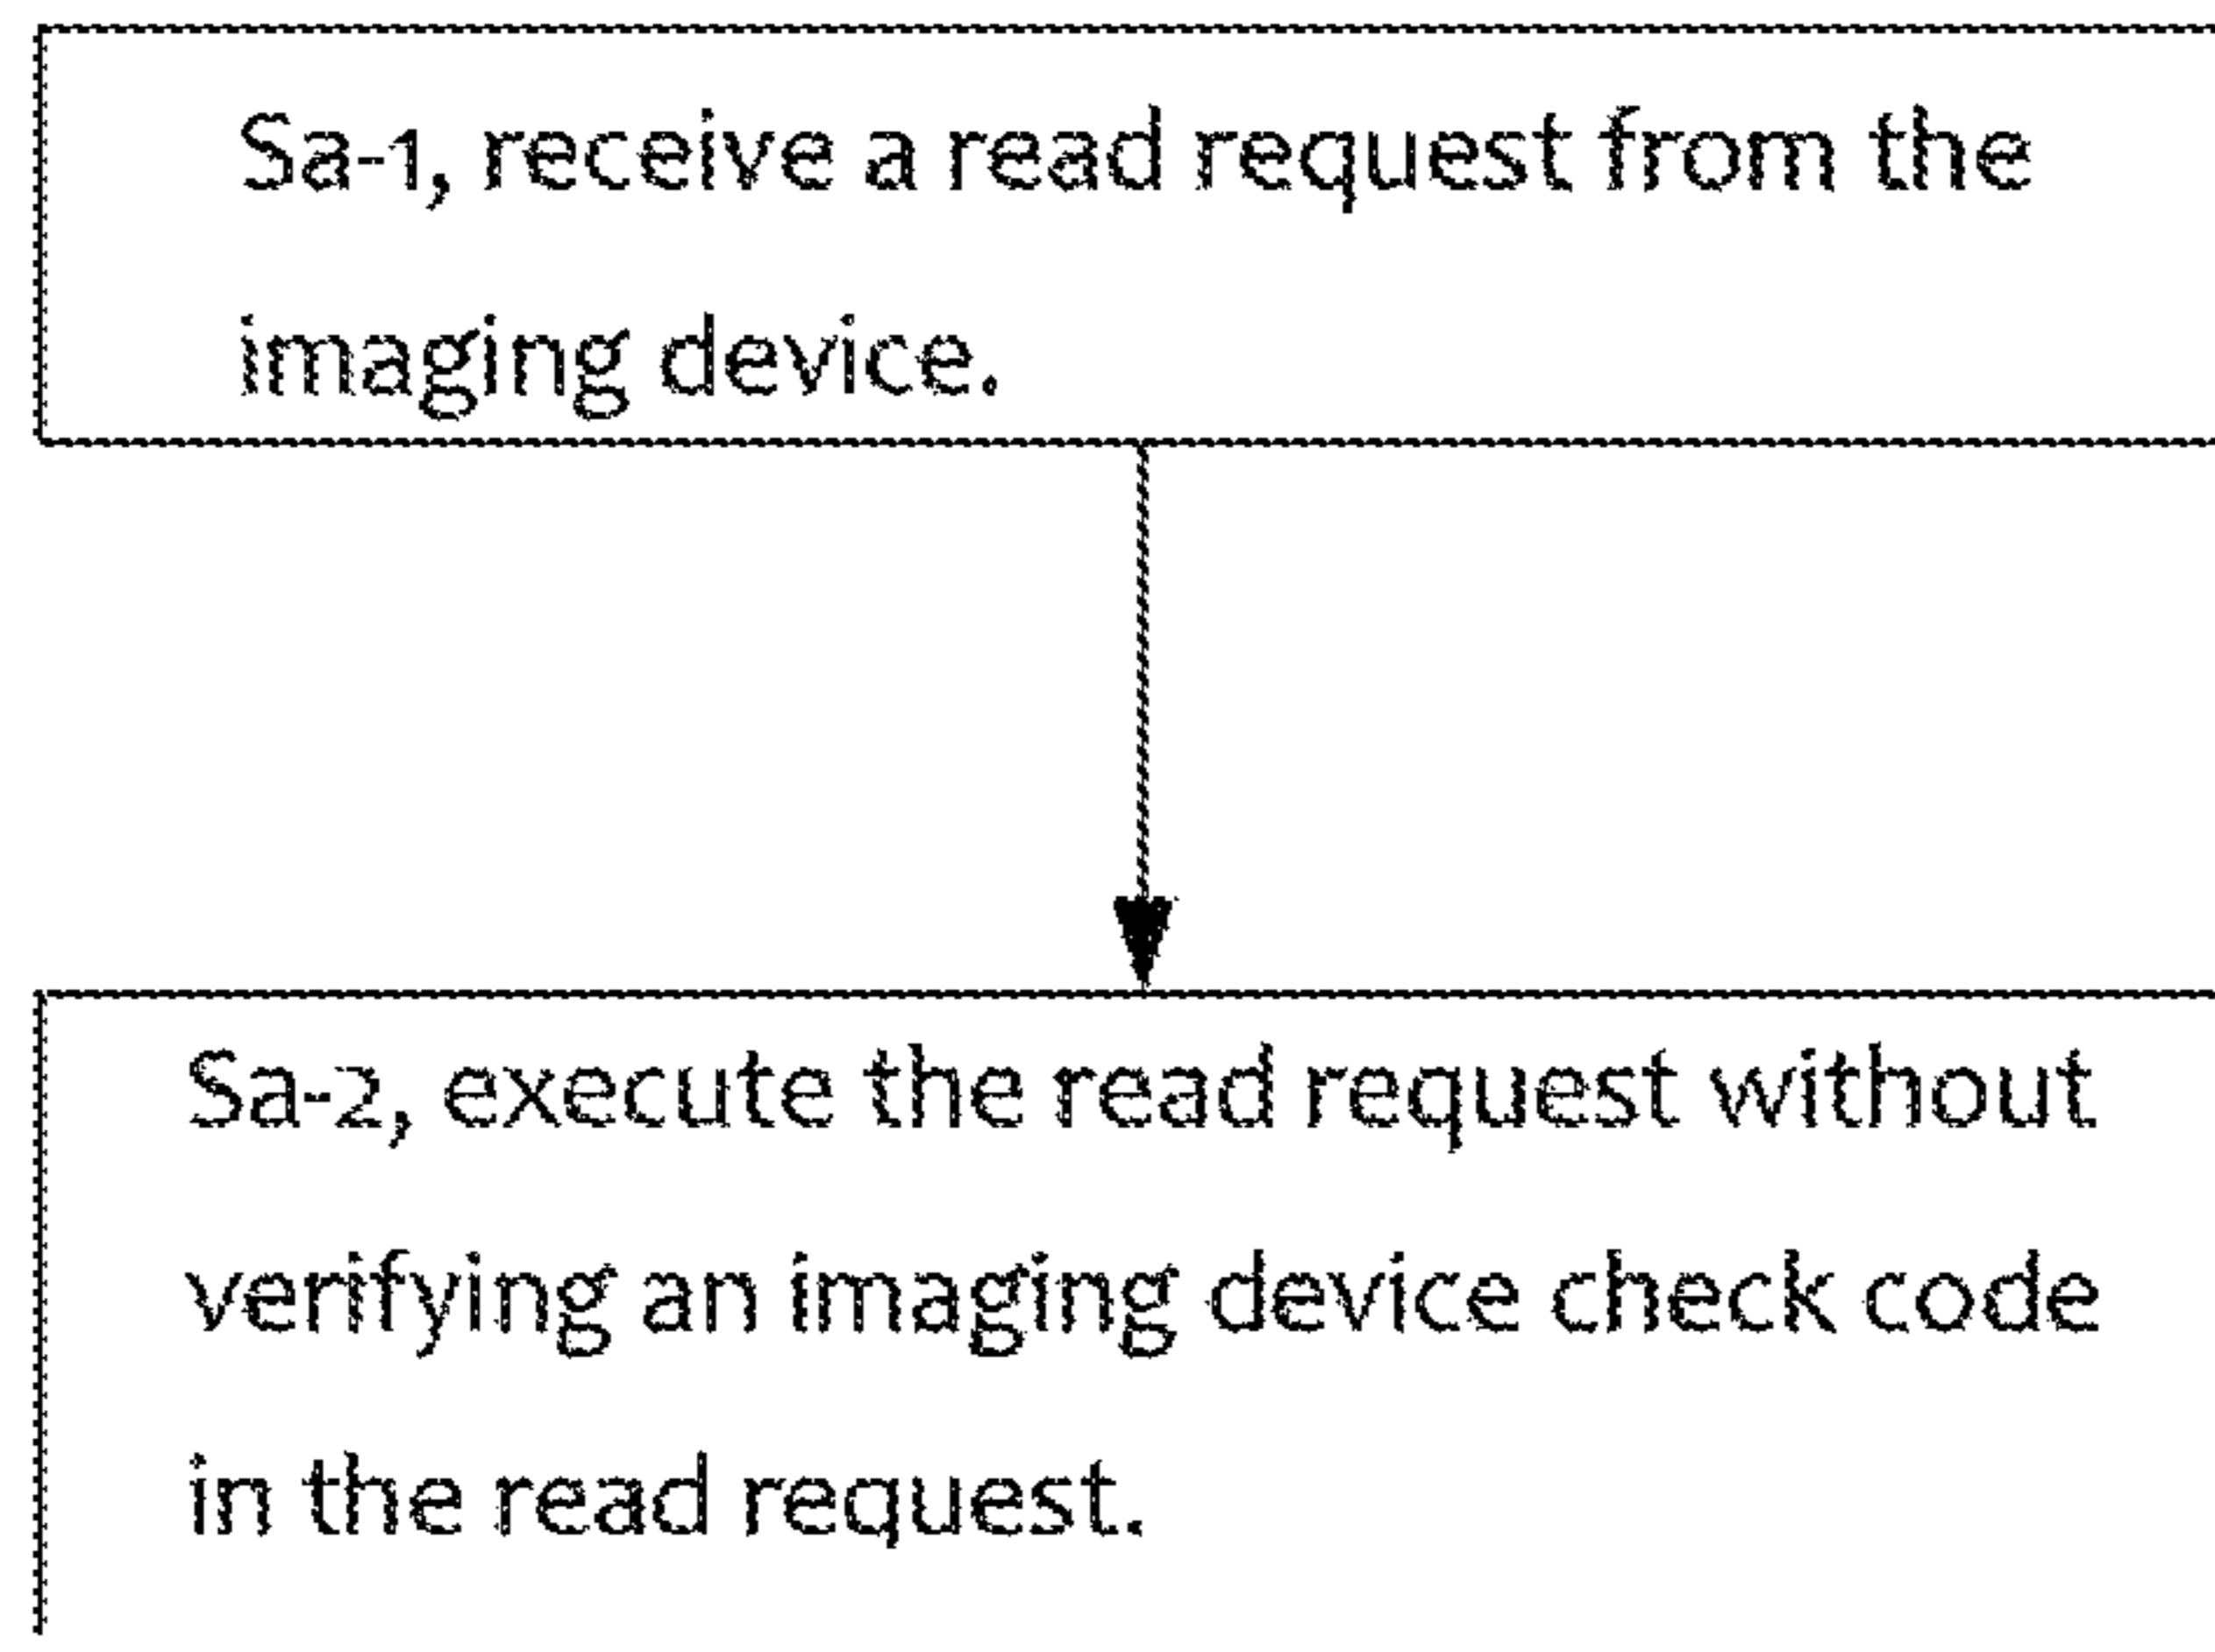 Sa-1, receive a read request from the
imaging device.
Sa-2, execute the read request without
verifying an imaging device check code
in the read request.